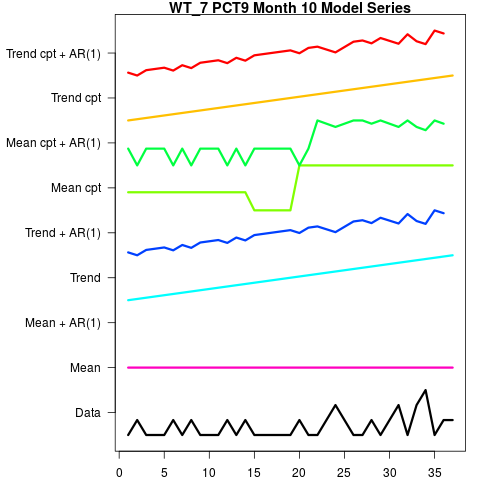 WT_7 PCT9 Month 10 Model Series
Trend cpt + AR(1)
Trend cpt
Mean cpt + AR(1)
Mean cpt
Trend + AR(1)
Trend
Mean + AR(1)
Mean
Data
0 5 10 15 20 25 30 35